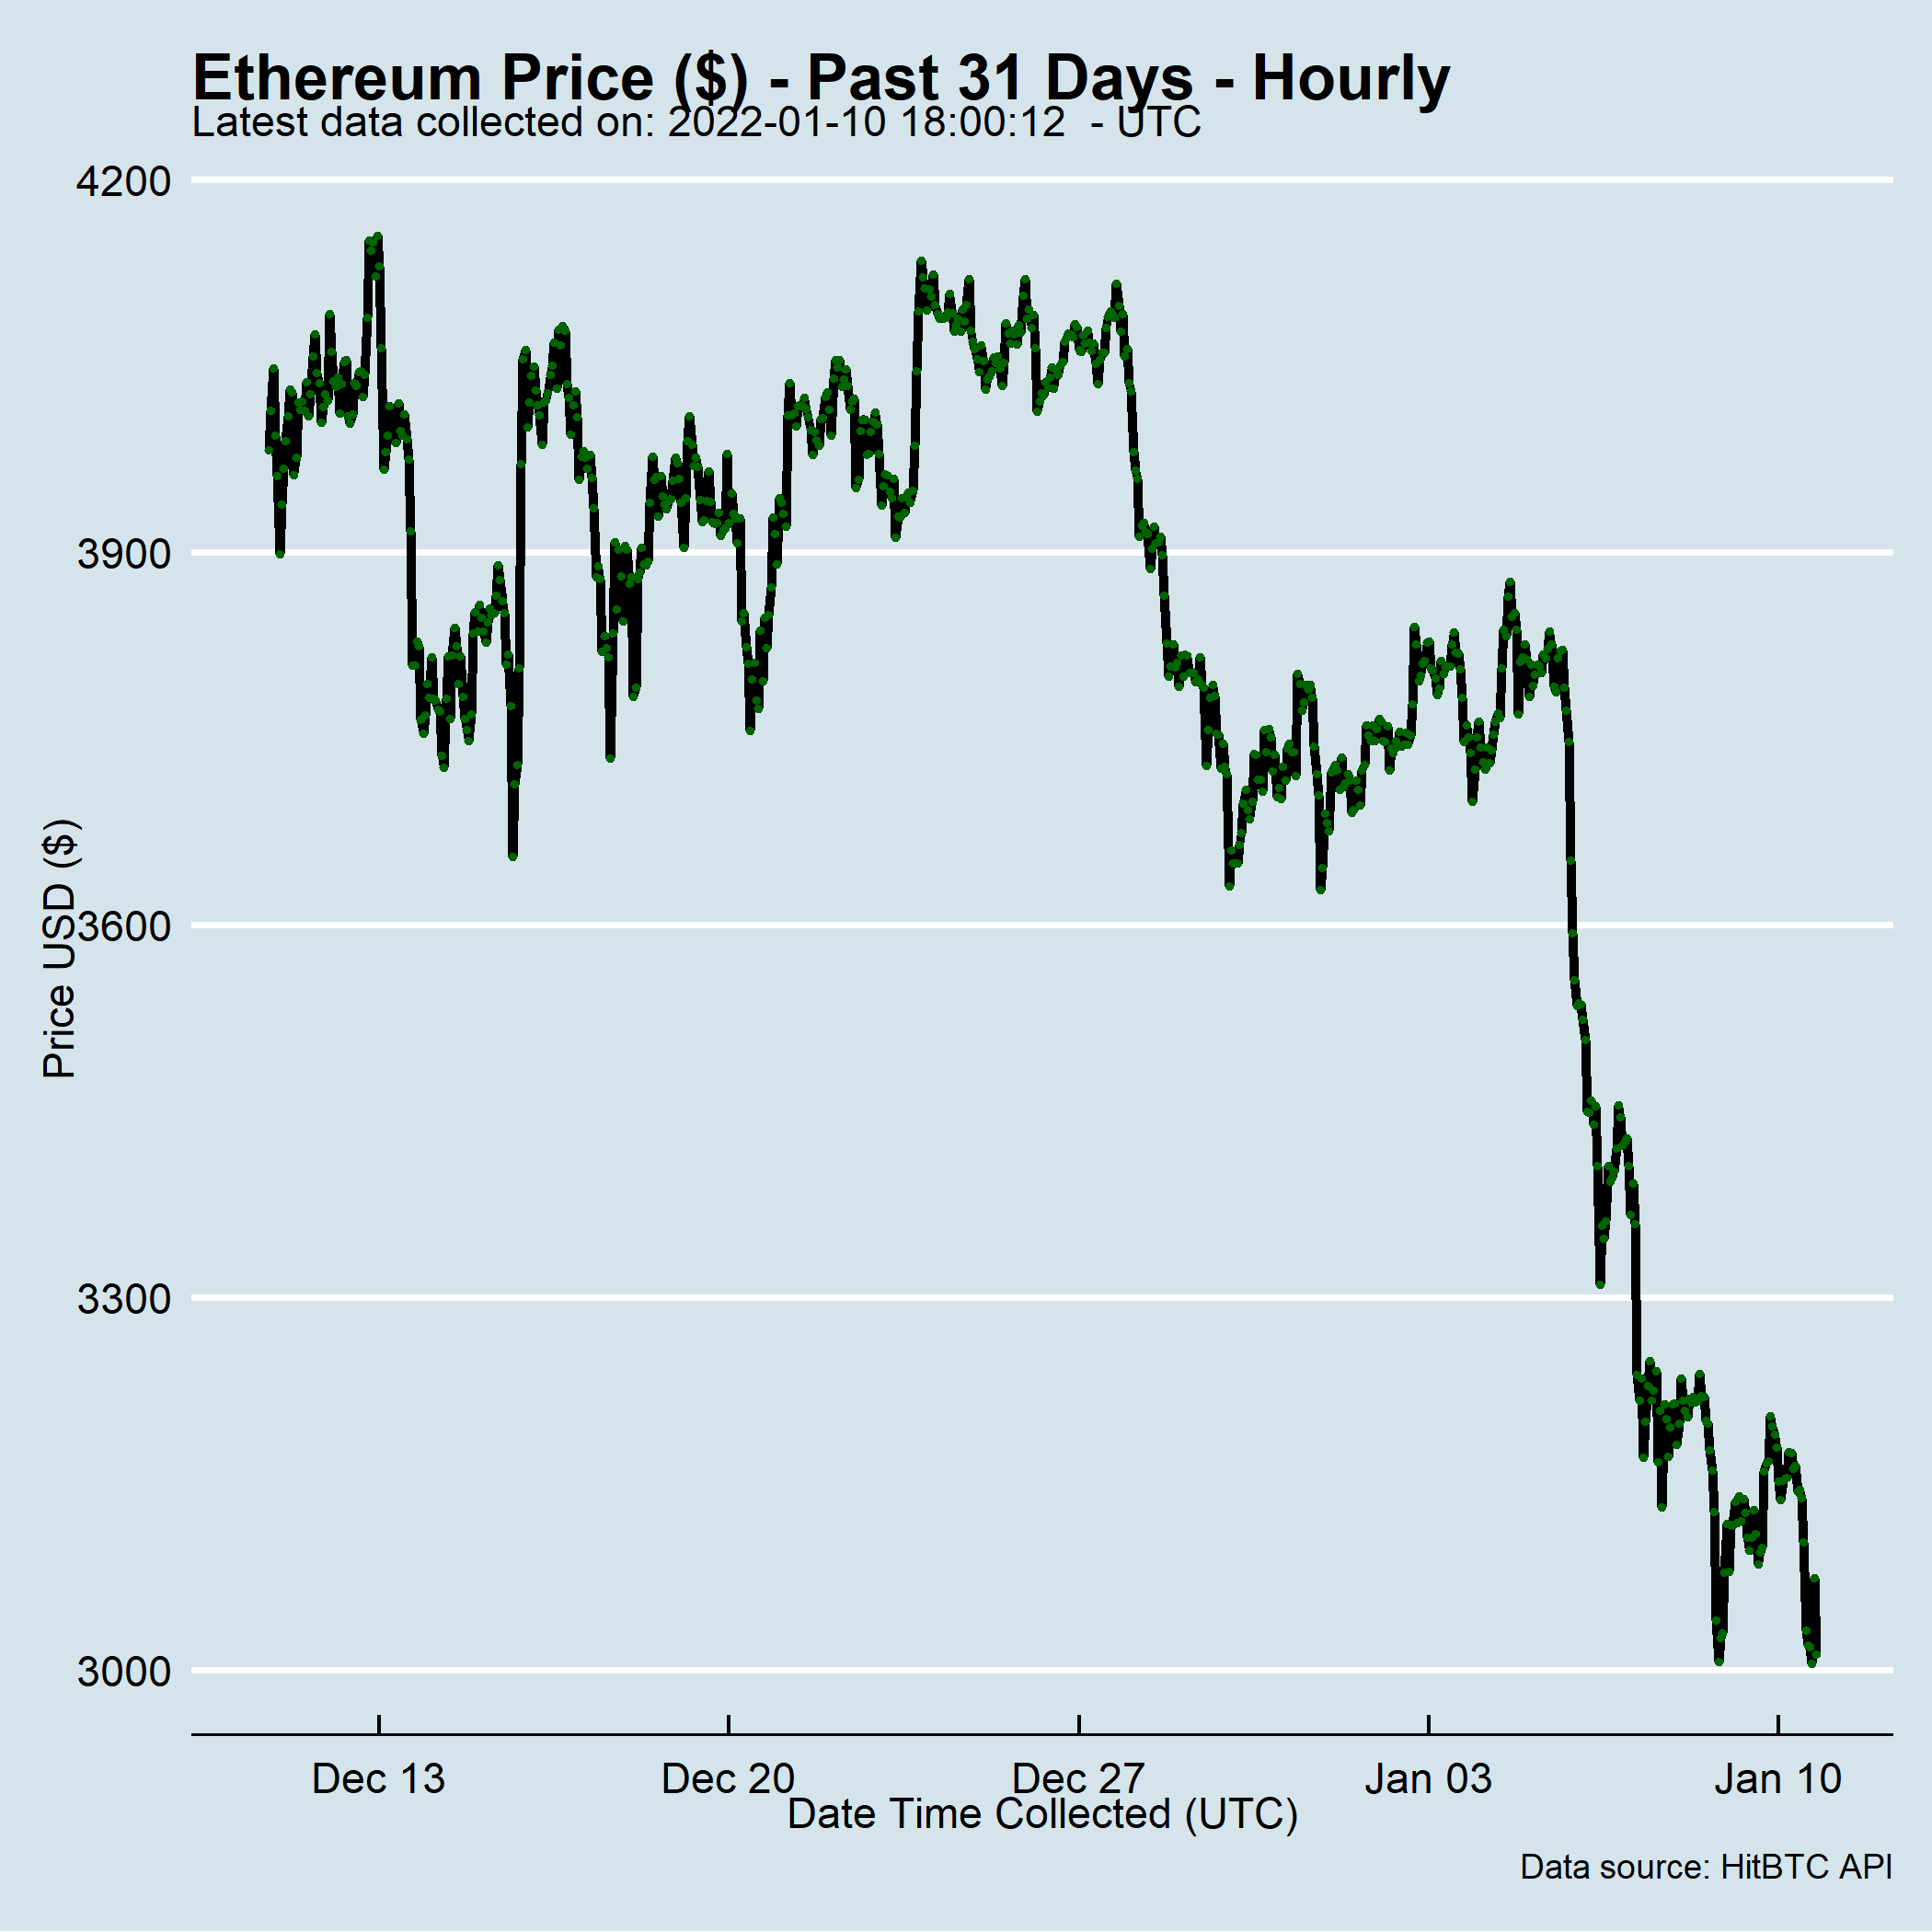 Ethereum Price ($) - Past 31 Days - Hourly
Latest data collected on: 2022-01-10 18:00:12  - UTC
4200
3900
3600
3300
3000
Price USD ($)
Dec 13
Dec 20
Dec 27
Jan 03
Jan 10
Date Time Collected (UTC)
Data source: HitBTC API